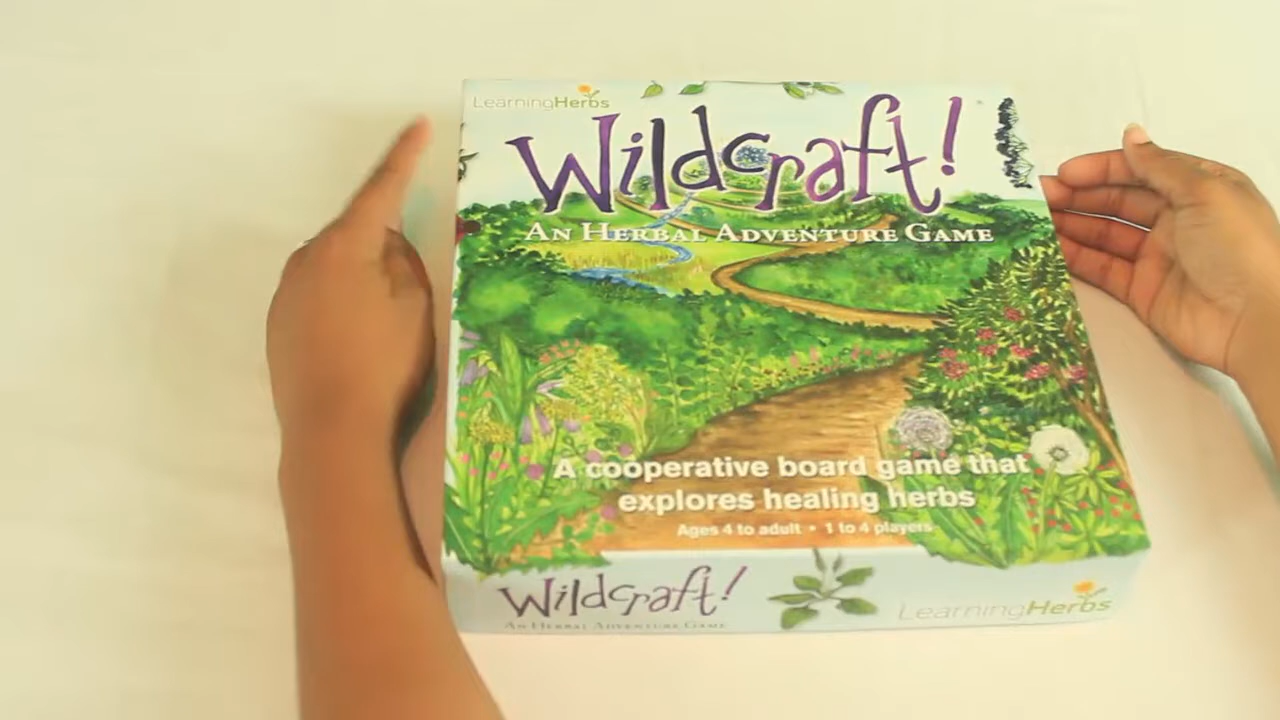 LearningHerbs
Wildcraft!
An Herbal Adventure Game
A cooperative board game that
explores healing herbs
Ages 4 to adult • 1 to 4 players
Wildcraft!
An Herbal Adventure Game
LearningHerbs